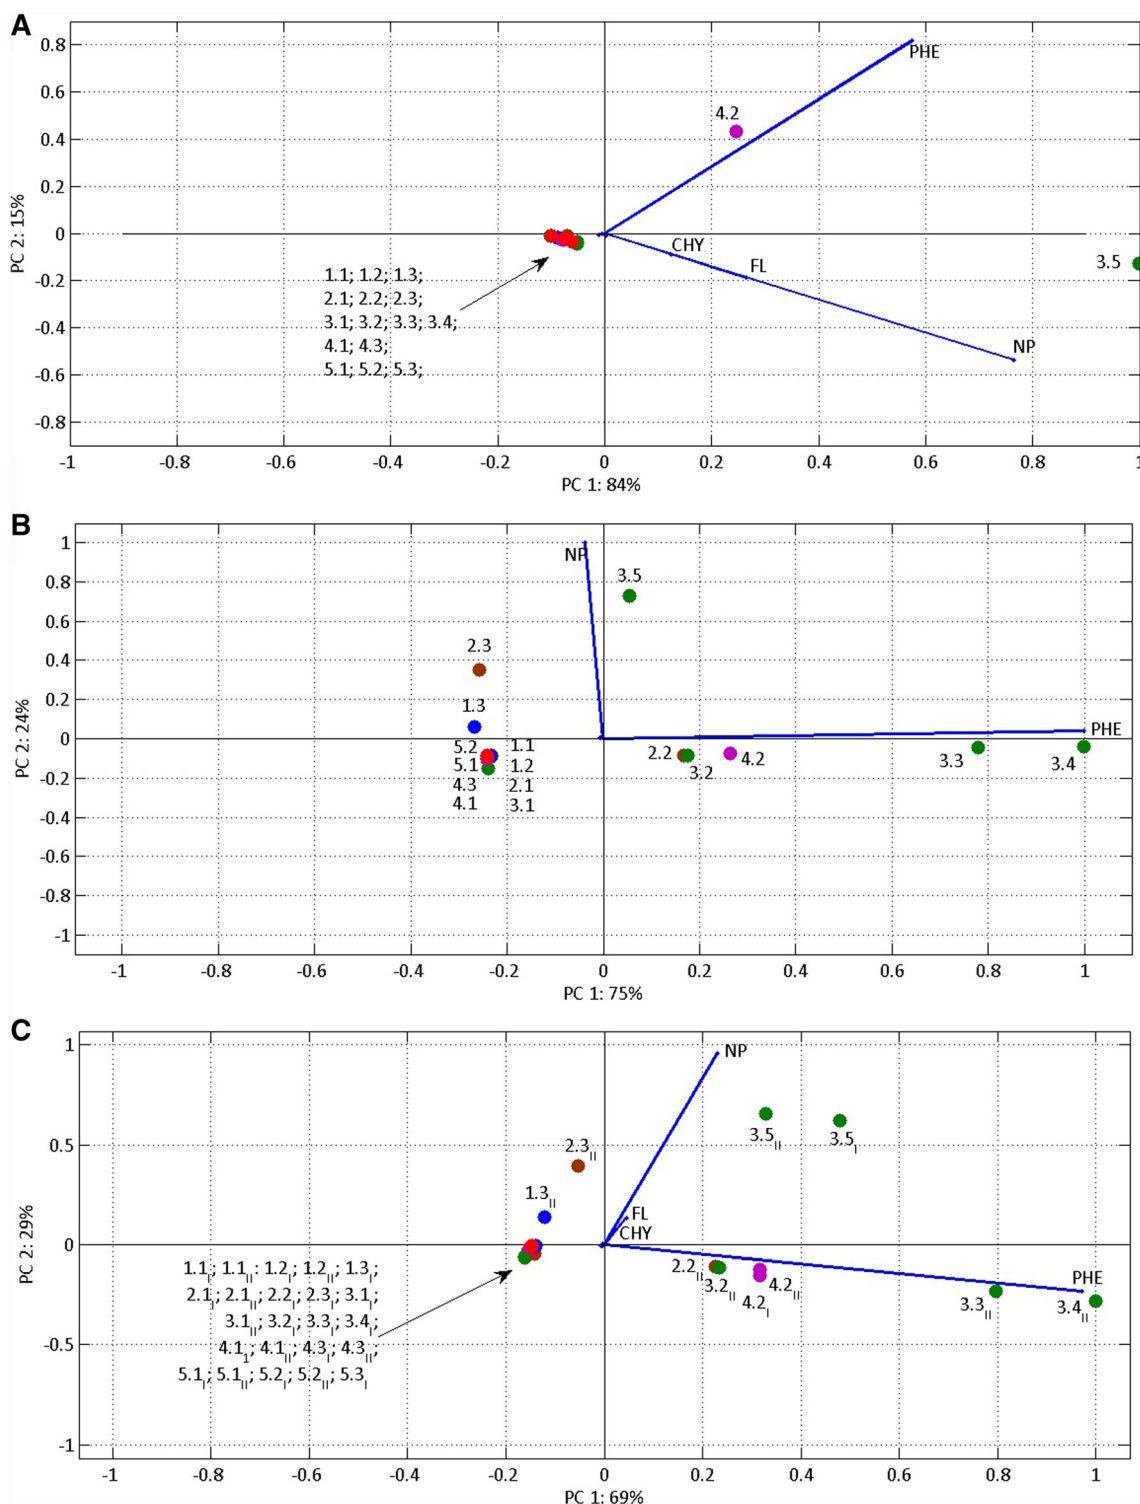 A
0.8
0.6
0.4
0.2
0
-0.2
-0.4
-0.6
-0.8
PC 2: 15%
PHE
4.2
CHY
FL
3.5
NP
1.1; 1.2; 1.3;
2.1; 2.2; 2.3;
3.1; 3.2; 3.3; 3.4;
4.1; 4.3;
5.1; 5.2; 5.3;
-1 -0.8 -0.6 -0.4 -0.2 0 0.2 0.4 0.6 0.8 1
PC 1: 84%
B
1
0.8
0.6
0.4
0.2
0
-0.2
-0.4
-0.6
-0.8
-1
PC 2: 24%
NP
3.5
2.3
1.3
PHE
5.2 1.1
5.1 1.2
4.3 2.1
4.1 3.1
2.2
3.2
4.2
3.3
3.4
-1 -0.8 -0.6 -0.4 -0.2 0 0.2 0.4 0.6 0.8 1
PC 1: 75%
C
1
0.5
0
-0.5
-1
PC 2: 29%
NP
3.5II
3.5I
2.3II
1.3II
FL
CHY
PHE
2.2II
3.2II
4.2II
4.2I
3.3II
3.4II
1.1I; 1.1II; 1.2I; 1.2II; 1.3I;
2.1I; 2.1II; 2.2I; 2.3I; 3.1I;
3.1II; 3.2I; 3.3I; 3.4I;
4.11; 4.1II; 4.3I; 4.3II;
5.1I; 5.1II; 5.2I; 5.2II; 5.3I
-1 -0.8 -0.6 -0.4 -0.2 0 0.2 0.4 0.6 0.8 1
PC 1: 69%